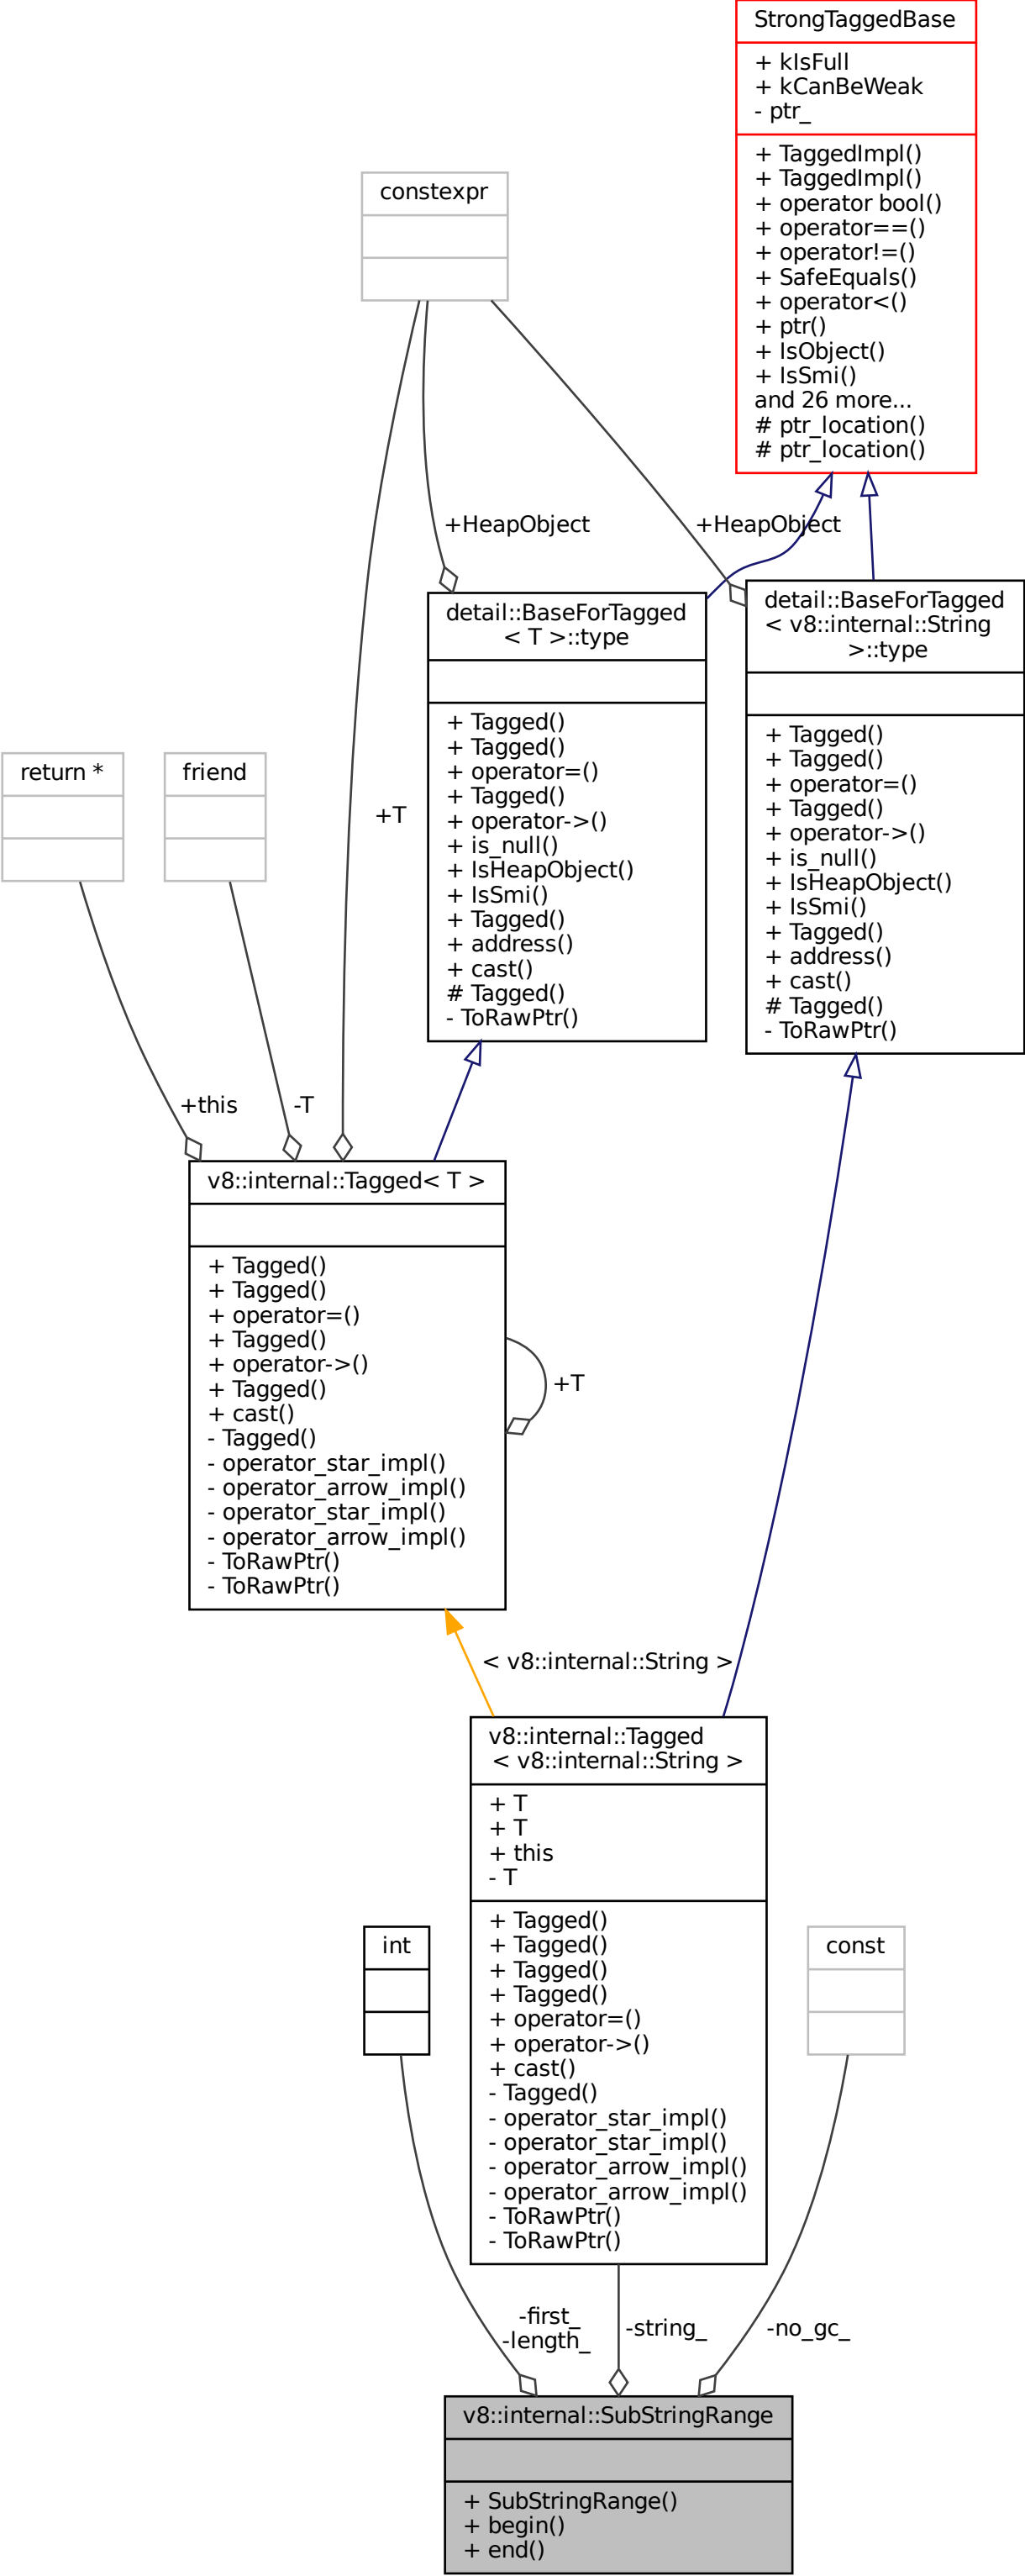 StrongTaggedBase
+ kIsFull
+ kCanBeWeak
- ptr_
+ TaggedImpl()
+ TaggedImpl()
+ operator bool()
+ operator==()
+ operator!=()
+ SafeEquals()
+ operator<()
+ ptr()
+ IsObject()
+ IsSmi()
and 26 more...
# ptr_location()
# ptr_location()
constexpr
+HeapObject
+HeapObject
detail::BaseForTagged
< T >::type
+ Tagged()
+ Tagged()
+ operator=()
+ Tagged()
+ operator->()
+ is_null()
+ IsHeapObject()
+ IsSmi()
+ Tagged()
+ address()
+ cast()
# Tagged()
- ToRawPtr()
detail::BaseForTagged
< v8::internal::String
>::type
+ Tagged()
+ Tagged()
+ operator=()
+ Tagged()
+ operator->()
+ is_null()
+ IsHeapObject()
+ IsSmi()
+ Tagged()
+ address()
+ cast()
# Tagged()
- ToRawPtr()
return *
friend
+T
+this
-T
v8::internal::Tagged< T >
+ Tagged()
+ Tagged()
+ operator=()
+ Tagged()
+ operator->()
+ Tagged()
+ cast()
- Tagged()
- operator_star_impl()
- operator_arrow_impl()
- operator_star_impl()
- operator_arrow_impl()
- ToRawPtr()
- ToRawPtr()
+T
< v8::internal::String >
v8::internal::Tagged
< v8::internal::String >
+ T
+ T
+ this
- T
+ Tagged()
+ Tagged()
+ Tagged()
+ Tagged()
+ operator=()
+ operator->()
+ cast()
- Tagged()
- operator_star_impl()
- operator_star_impl()
- operator_arrow_impl()
- operator_arrow_impl()
- ToRawPtr()
- ToRawPtr()
int
const
-first_
-length_
-string_
-no_gc_
v8::internal::SubStringRange
+ SubStringRange()
+ begin()
+ end()